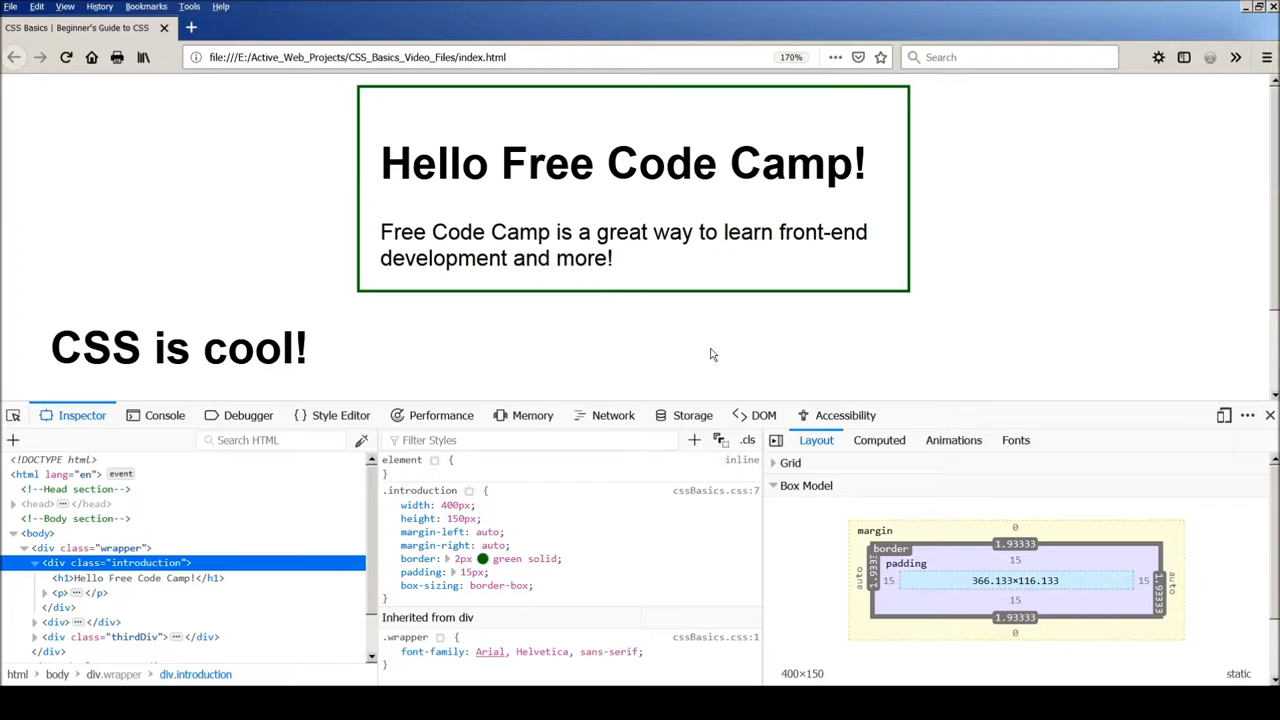 File Edit View History Bookmarks Tools Help
CSS Basics | Beginner's Guide to CSS
file:///E:/Active_Web_Projects/CSS_Basics_Video_Files/index.html 170% Search
Hello Free Code Camp!
Free Code Camp is a great way to learn front-end
development and more!
CSS is cool!
Inspector Console Debugger {} Style Editor Performance Memory Network Storage DOM Accessibility
Search HTML
<!DOCTYPE html>
<html lang="en"> event
<!--Head section-->
<head> ... </head>
<!--Body section-->
<body>
<div class="wrapper">
<div class="introduction">
<h1>Hello Free Code Camp!</h1>
<p> ... </p>
</div>
<div> ... </div>
<div class="thirdDiv"> ... </div>
</div>
html body div.wrapper div.introduction
Filter Styles + .cls
element { inline
}
.introduction { cssBasics.css:7
width: 400px;
height: 150px;
margin-left: auto;
margin-right: auto;
border: 2px green solid;
padding: 15px;
box-sizing: border-box;
}
Inherited from div
.wrapper { cssBasics.css:1
font-family: Arial, Helvetica, sans-serif;
}
Layout Computed Animations Fonts
Grid
Box Model
margin 0
border 1.93333
padding 15
auto 1.93333 15 366.133×116.133 15 1.93333 auto
15
1.93333
0
400×150 static